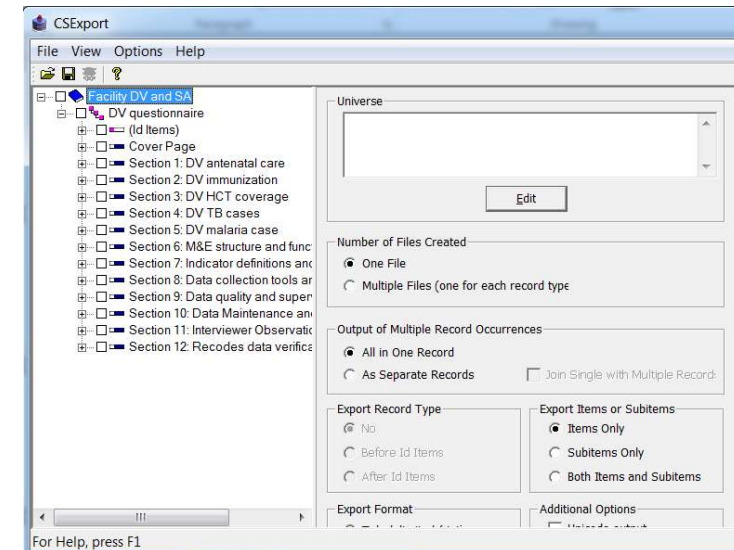 CSExport
File View Options Help
Facility DV and SA
DV questionnaire
(Id Items)
Cover Page
Section 1: DV antenatal care
Section 2: DV immunization
Section 3: DV HCT coverage
Section 4: DV TB cases
Section 5: DV malaria case
Section 6: M&E structure and func
Section 7: Indicator definitions and
Section 8: Data collection tools ar
Section 9: Data quality and super
Section 10: Data Maintenance an
Section 11: Interviewer Observatio
Section 12: Recodes data verifica
Universe
Edit
Number of Files Created
One File
Multiple Files (one for each record type
Output of Multiple Record Occurrences
All in One Record
As Separate Records
Join Single with Multiple Record
Export Record Type
No
Before Id Items
After Id Items
Export Items or Subitems
Items Only
Subitems Only
Both Items and Subitems
Export Format
Additional Options
For Help, press F1